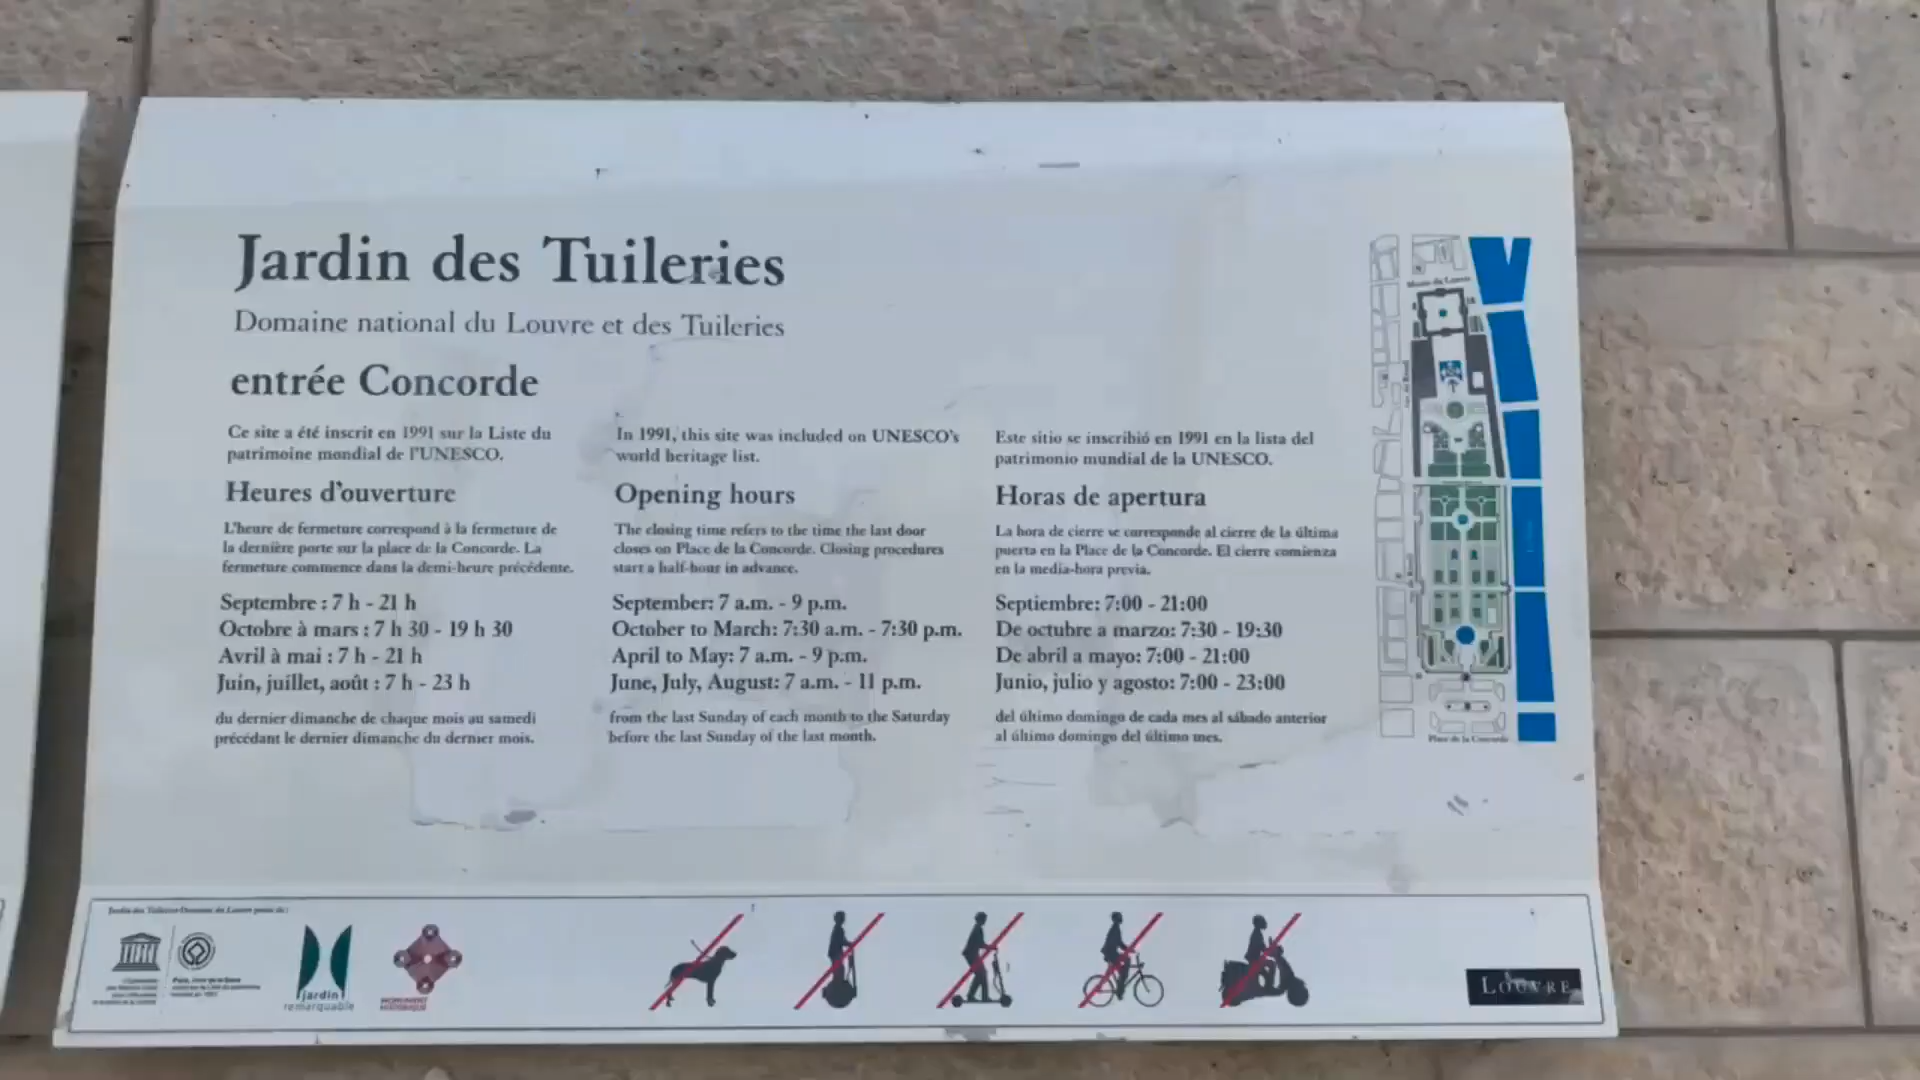 Jardin des Tuileries
Domaine national du Louvre et des Tuileries
entrée Concorde
Ce site a été inscrit en 1991 sur la Liste du
patrimoine mondial de l'UNESCO.
Heures d'ouverture
L'heure de fermeture correspond à la fermeture de
la dernière porte sur la place de la Concorde. La
fermeture commence dans la demi-heure précédente.
Septembre : 7 h - 21 h
Octobre à mars : 7 h 30 - 19 h 30
Avril à mai : 7 h - 21 h
Juin, juillet, août : 7 h - 23 h
du dernier dimanche de chaque mois au samedi
précédant le dernier dimanche du dernier mois.
In 1991, this site was included on UNESCO's
world heritage list.
Opening hours
The closing time refers to the time the last door
closes on Place de la Concorde. Closing procedures
start a half-hour in advance.
September: 7 a.m. - 9 p.m.
October to March: 7:30 a.m. - 7:30 p.m.
April to May: 7 a.m. - 9 p.m.
June, July, August: 7 a.m. - 11 p.m.
from the last Sunday of each month to the Saturday
before the last Sunday of the last month.
Este sitio se inscribió en 1991 en la lista del
patrimonio mundial de la UNESCO.
Horas de apertura
La hora de cierre se corresponde al cierre de la última
puerta en la Place de la Concorde. El cierre comienza
en la media-hora previa.
Septiembre: 7:00 - 21:00
De octubre a marzo: 7:30 - 19:30
De abril a mayo: 7:00 - 21:00
Junio, julio y agosto: 7:00 - 23:00
del último domingo de cada mes al sábado anterior
al último domingo del último mes.
Musée du Louvre
Place de la Concorde
jardin
remarquable
MONUMENT
HISTORIQUE
LOUVRE